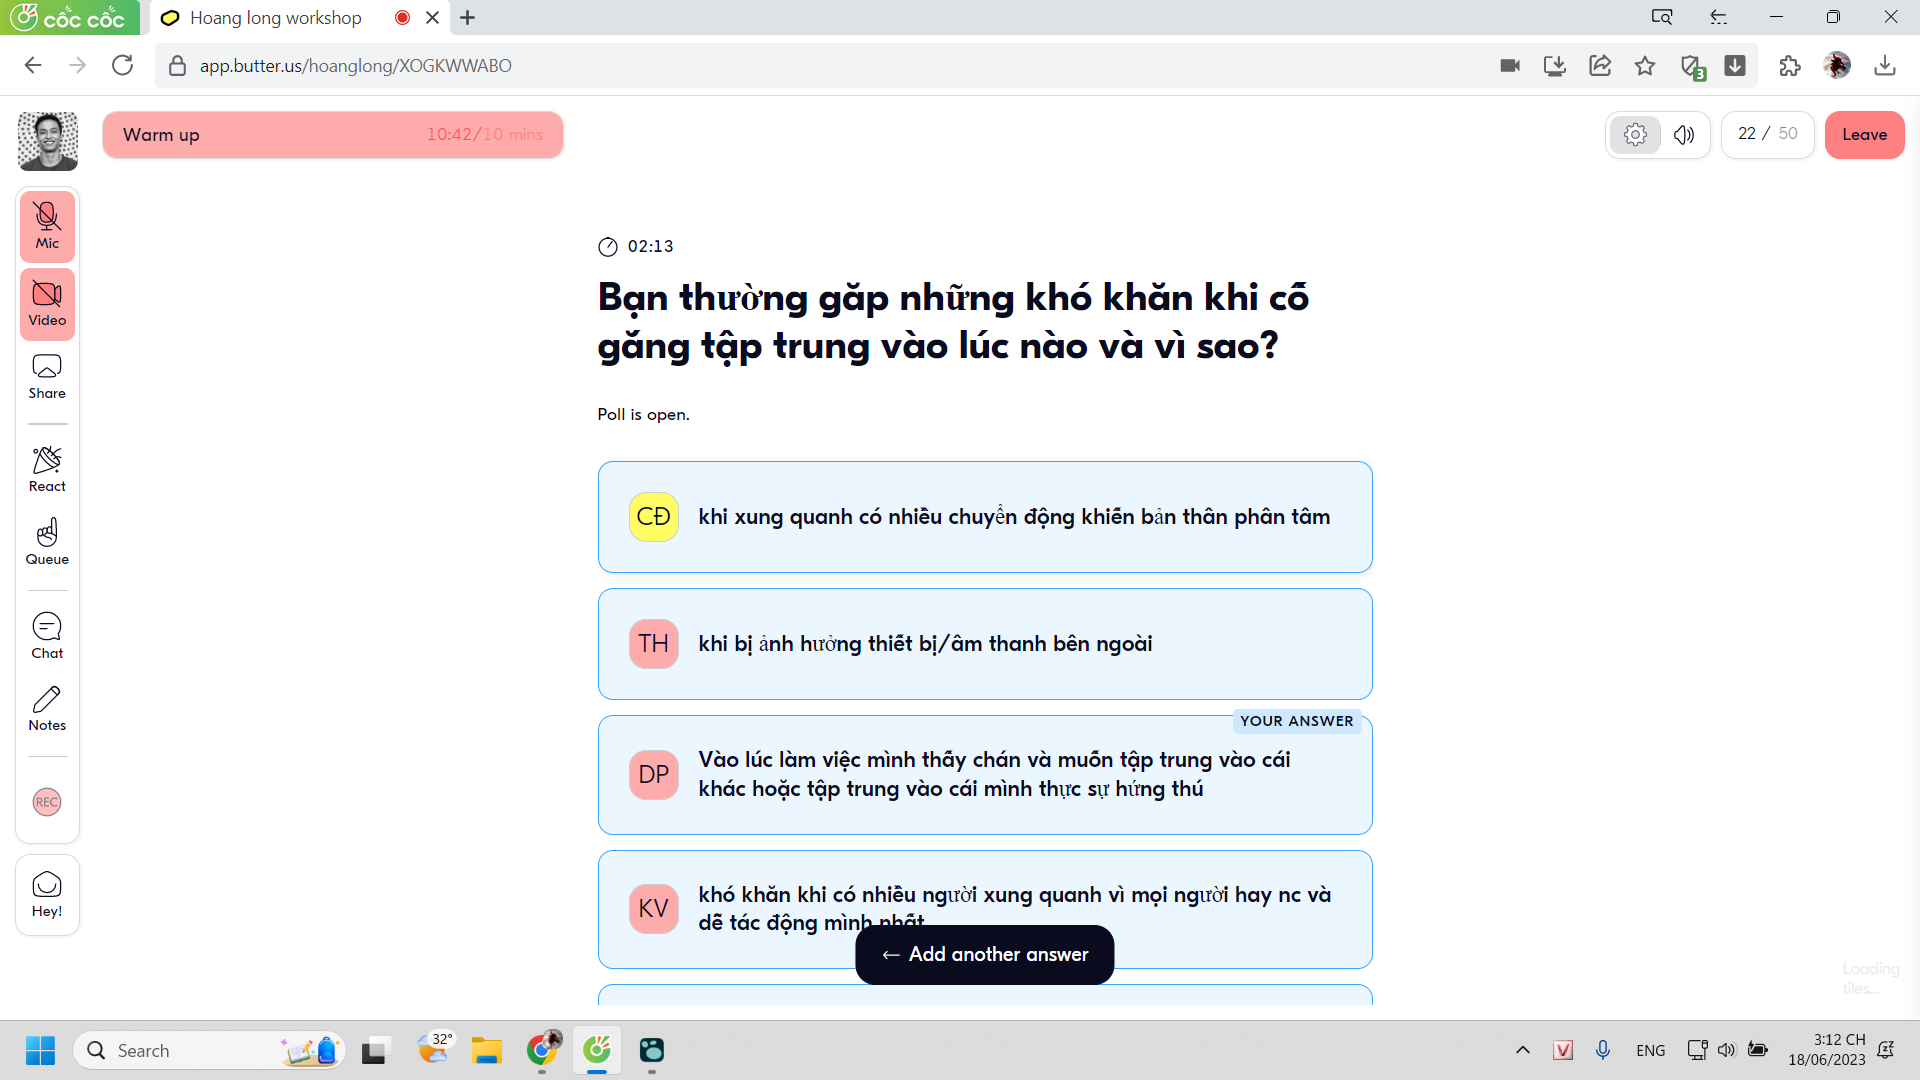 cốc cốc
Hoang long workshop
app.butter.us/hoanglong/XOGKWWABO
3
Warm up
10:42/10 mins
22 / 50
Leave
Mic
Video
Share
React
Queue
Chat
Notes
REC
Hey!
02:13
Bạn thường găp những khó khăn khi cố
gắng tập trung vào lúc nào và vì sao?
Poll is open.
CĐ
khi xung quanh có nhiều chuyển động khiến bản thân phân tâm
TH
khi bị ảnh hưởng thiết bị/âm thanh bên ngoài
YOUR ANSWER
DP
Vào lúc làm việc mình thấy chán và muốn tập trung vào cái
khác hoặc tập trung vào cái mình thực sự hứng thú
KV
khó khăn khi có nhiều người xung quanh vì mọi người hay nc và
dễ tác động mình nhất
← Add another answer
Loading
tiles...
Search
32°
V
ENG
3:12 CH
18/06/2023